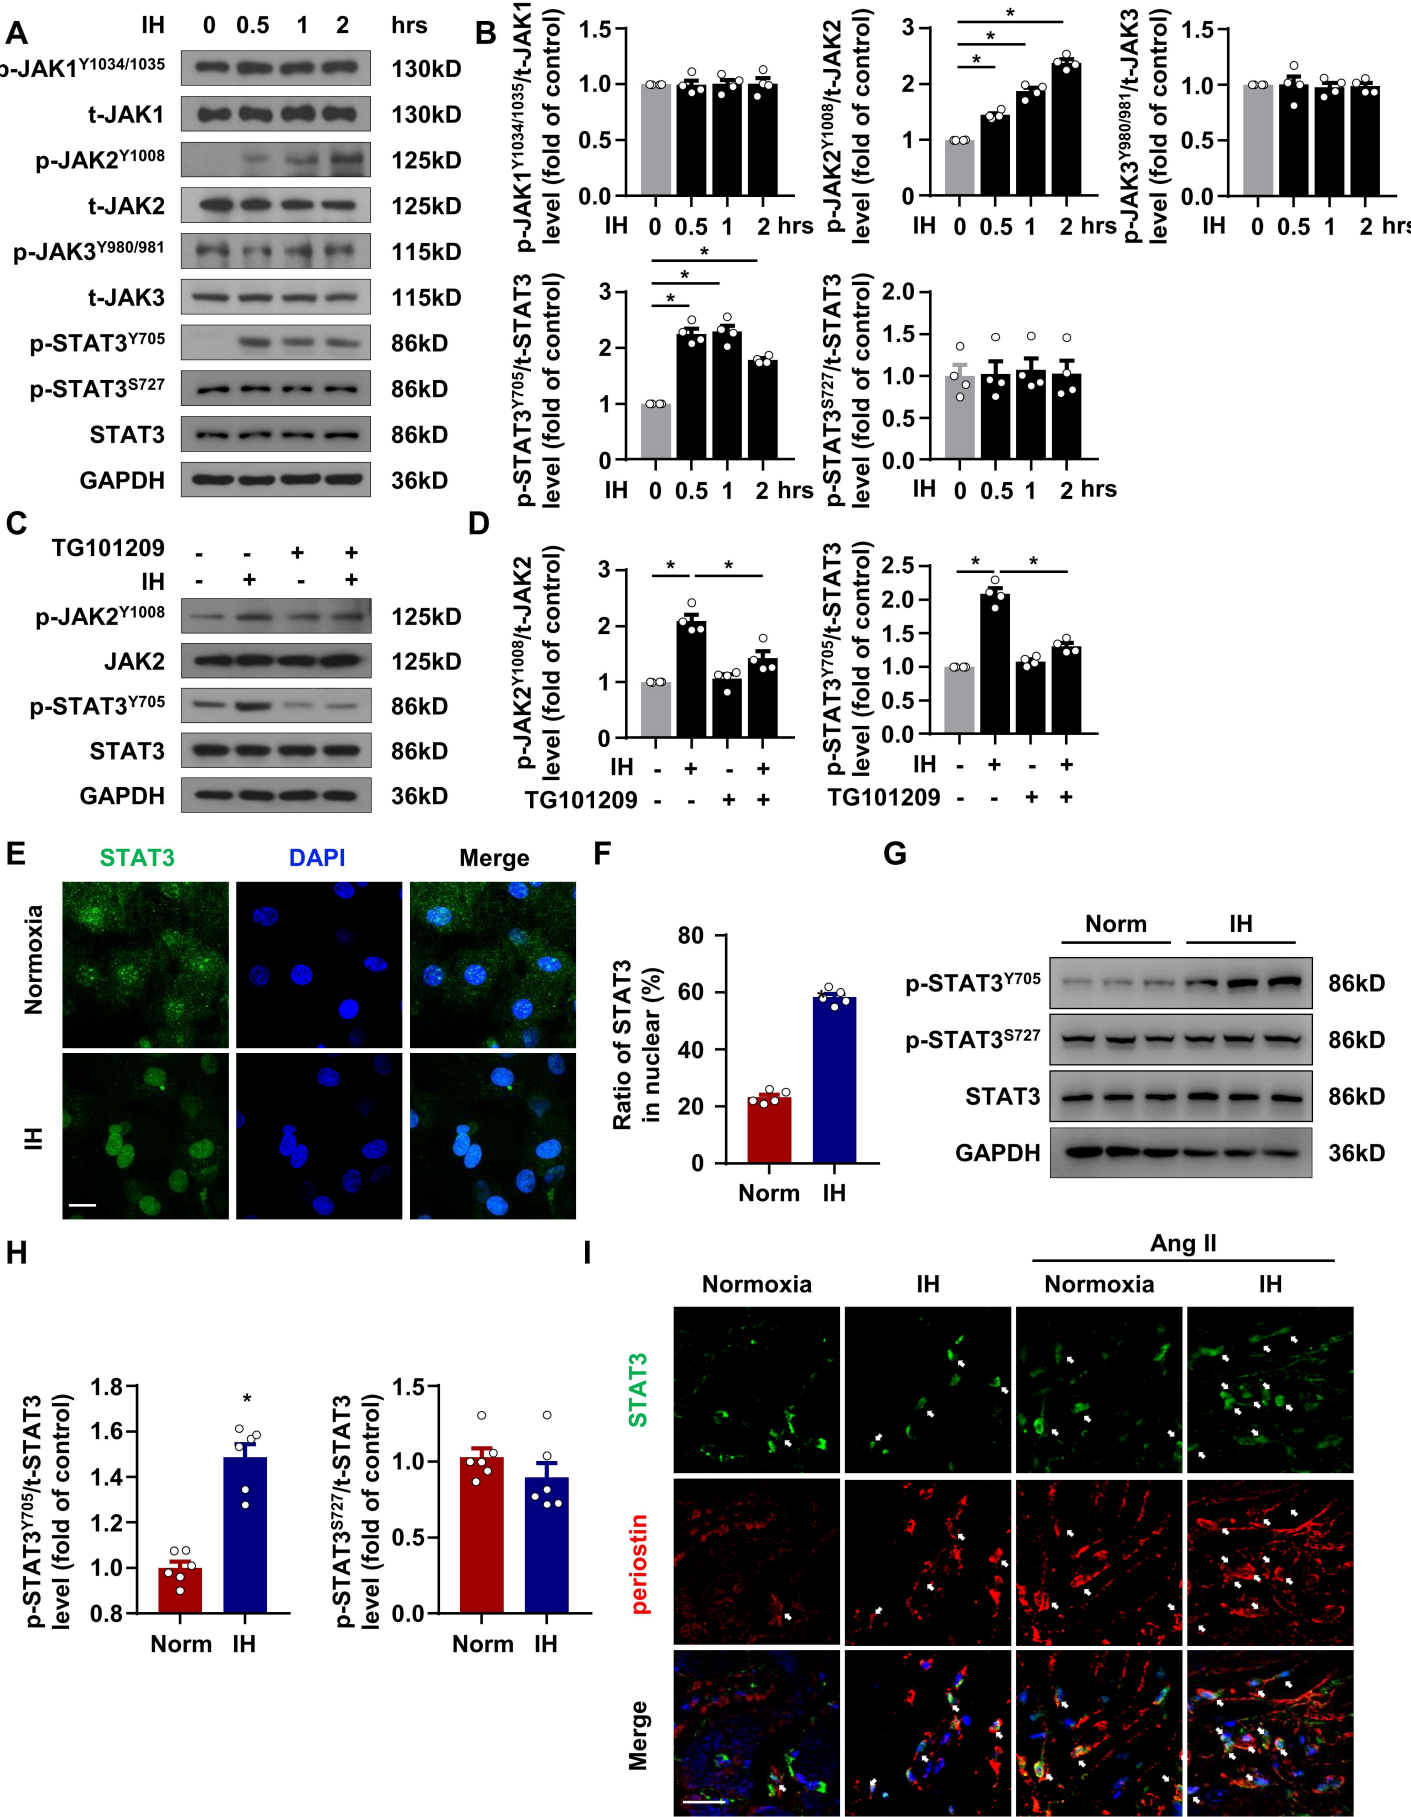 A
IH 0 0.5 1 2 hrs
p-JAK1Y1034/1035 130kD
t-JAK1 130kD
p-JAK2Y1008 125kD
t-JAK2 125kD
p-JAK3Y980/981 115kD
t-JAK3 115kD
p-STAT3Y705 86kD
p-STAT3S727 86kD
STAT3 86kD
GAPDH 36kD
B
p-JAK1Y1034/1035/t-JAK1
level (fold of control)
1.5
1.0
0.5
0.0
IH 0 0.5 1 2 hrs
p-JAK2Y1008/t-JAK2
level (fold of control)
3
2
1
0
* 
*
*
IH 0 0.5 1 2 hrs
p-JAK3Y980/981/t-JAK3
level (fold of control)
1.5
1.0
0.5
0.0
IH 0 0.5 1 2 hrs
p-STAT3Y705/t-STAT3
level (fold of control)
3
2
1
0
*
*
*
IH 0 0.5 1 2 hrs
p-STAT3S727/t-STAT3
level (fold of control)
2.0
1.5
1.0
0.5
0.0
IH 0 0.5 1 2 hrs
C
TG101209 - - + +
IH - + - +
p-JAK2Y1008 125kD
JAK2 125kD
p-STAT3Y705 86kD
STAT3 86kD
GAPDH 36kD
D
p-JAK2Y1008/t-JAK2
level (fold of control)
3
2
1
0
* *
IH - + - +
TG101209 - - + +
p-STAT3Y705/t-STAT3
level (fold of control)
2.5
2.0
1.5
1.0
0.5
0.0
* *
IH - + - +
TG101209 - - + +
E
STAT3 DAPI Merge
Normoxia
IH
F
Ratio of STAT3
in nuclear (%)
80
60
40
20
0
*
Norm IH
G
Norm IH
p-STAT3Y705 86kD
p-STAT3S727 86kD
STAT3 86kD
GAPDH 36kD
H
p-STAT3Y705/t-STAT3
level (fold of control)
1.8
1.6
1.4
1.2
1.0
0.8
*
Norm IH
p-STAT3S727/t-STAT3
level (fold of control)
1.5
1.0
0.5
0.0
Norm IH
I
Ang II
Normoxia IH Normoxia IH
STAT3
periostin
Merge